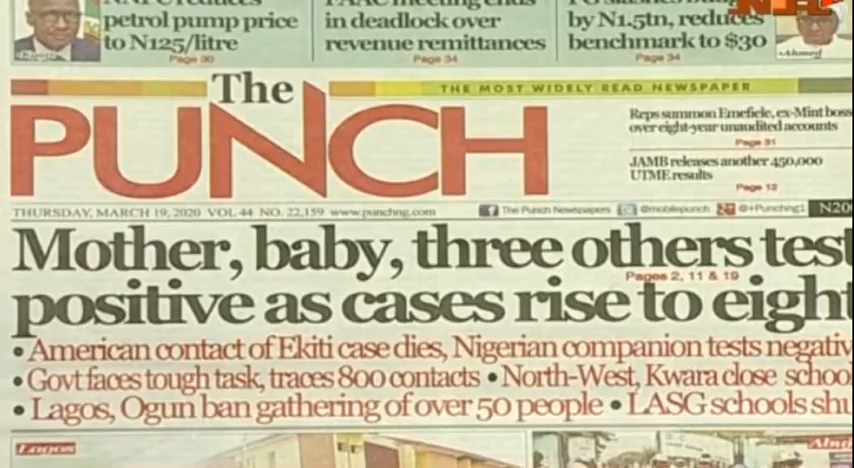 petrol pump price
to N125/litre
Page 30
in deadlock over
revenue remittances
Page 34
by N1.5tn, reduces
benchmark to $30
Page 34
Ahmed
The
PUNCH
THE MOST WIDELY READ NEWSPAPER
Reps summon Emefiele, ex-Mint boss
over eight-year unaudited accounts
Page 31
JAMB releases another 450,000
UTME results
Page 12
THURSDAY, MARCH 19, 2020 VOL 44 NO. 22,159 www.punchng.com
The Punch Newspapers @mobilepunch @+Punching1 N20
Mother, baby, three others test
Pages 2, 11 & 19
positive as cases rise to eight
• American contact of Ekiti case dies, Nigerian companion tests negativ
• Govt faces tough task, traces 800 contacts • North-West, Kwara close schoo
• Lagos, Ogun ban gathering of over 50 people • LASG schools shu
Lagos